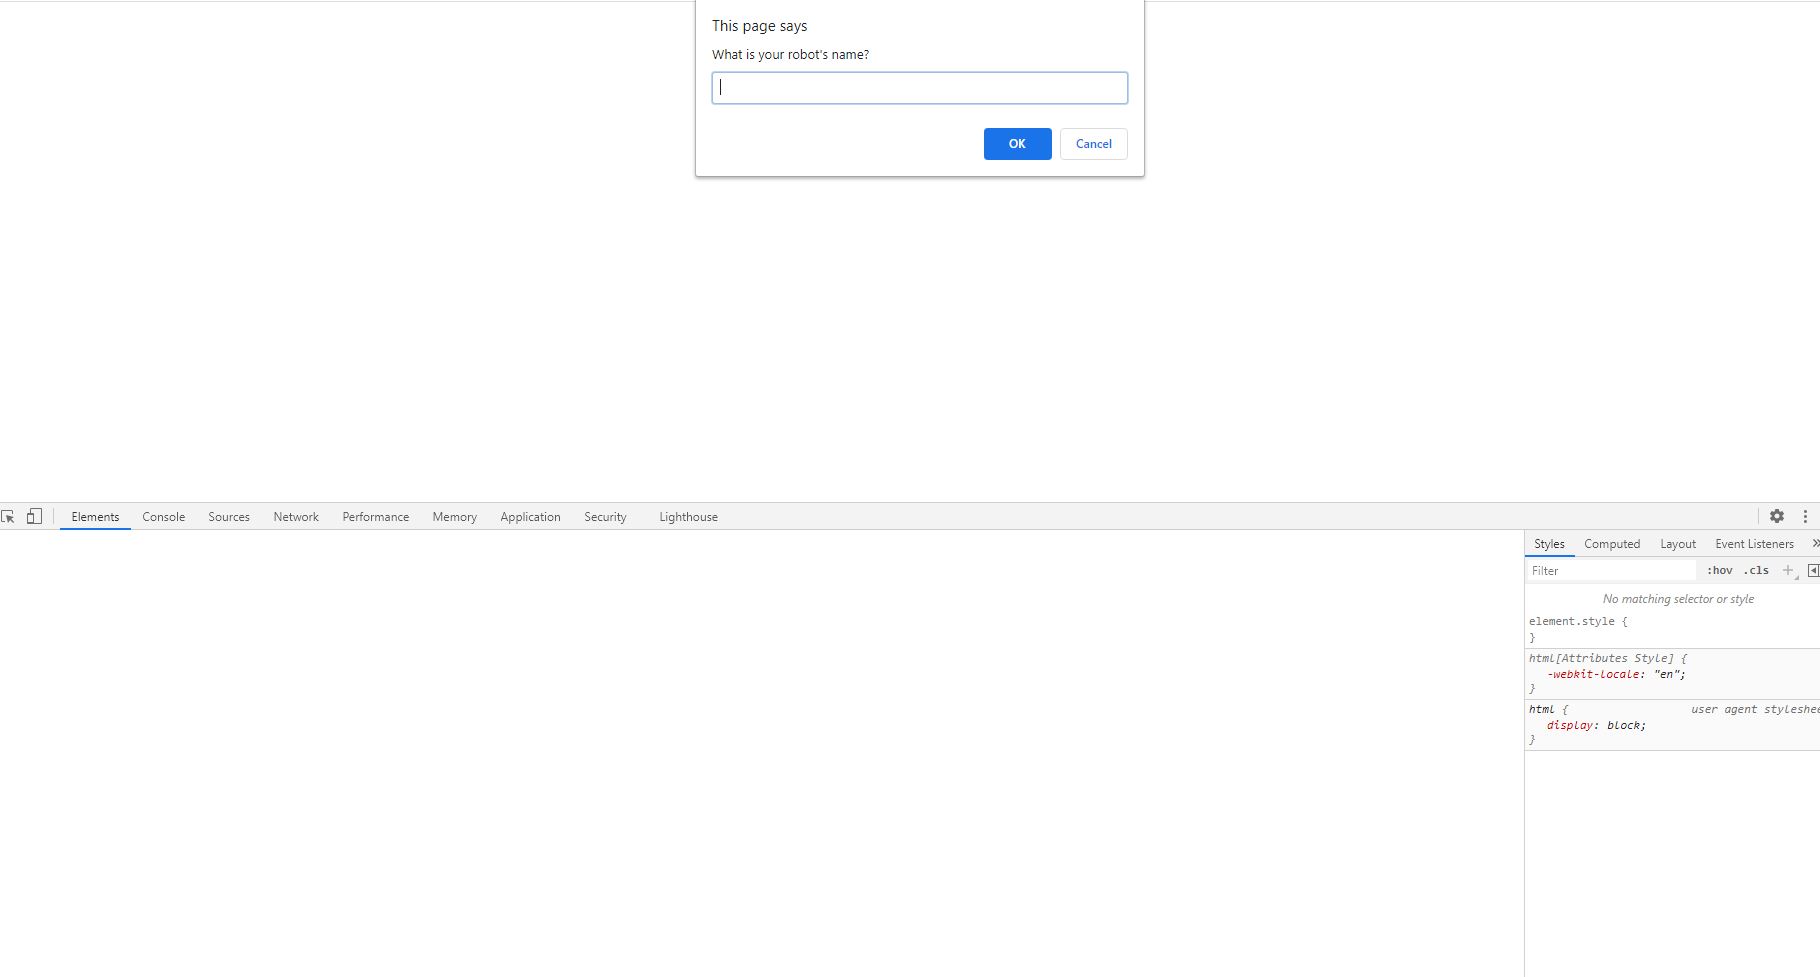 This page says
What is your robot's name?
OK Cancel
Elements Console Sources Network Performance Memory Application Security Lighthouse
Styles Computed Layout Event Listeners »
Filter :hov .cls +
No matching selector or style
element.style {
}
html[Attributes Style] {
-webkit-locale: "en";
}
html { user agent styleshee
display: block;
}